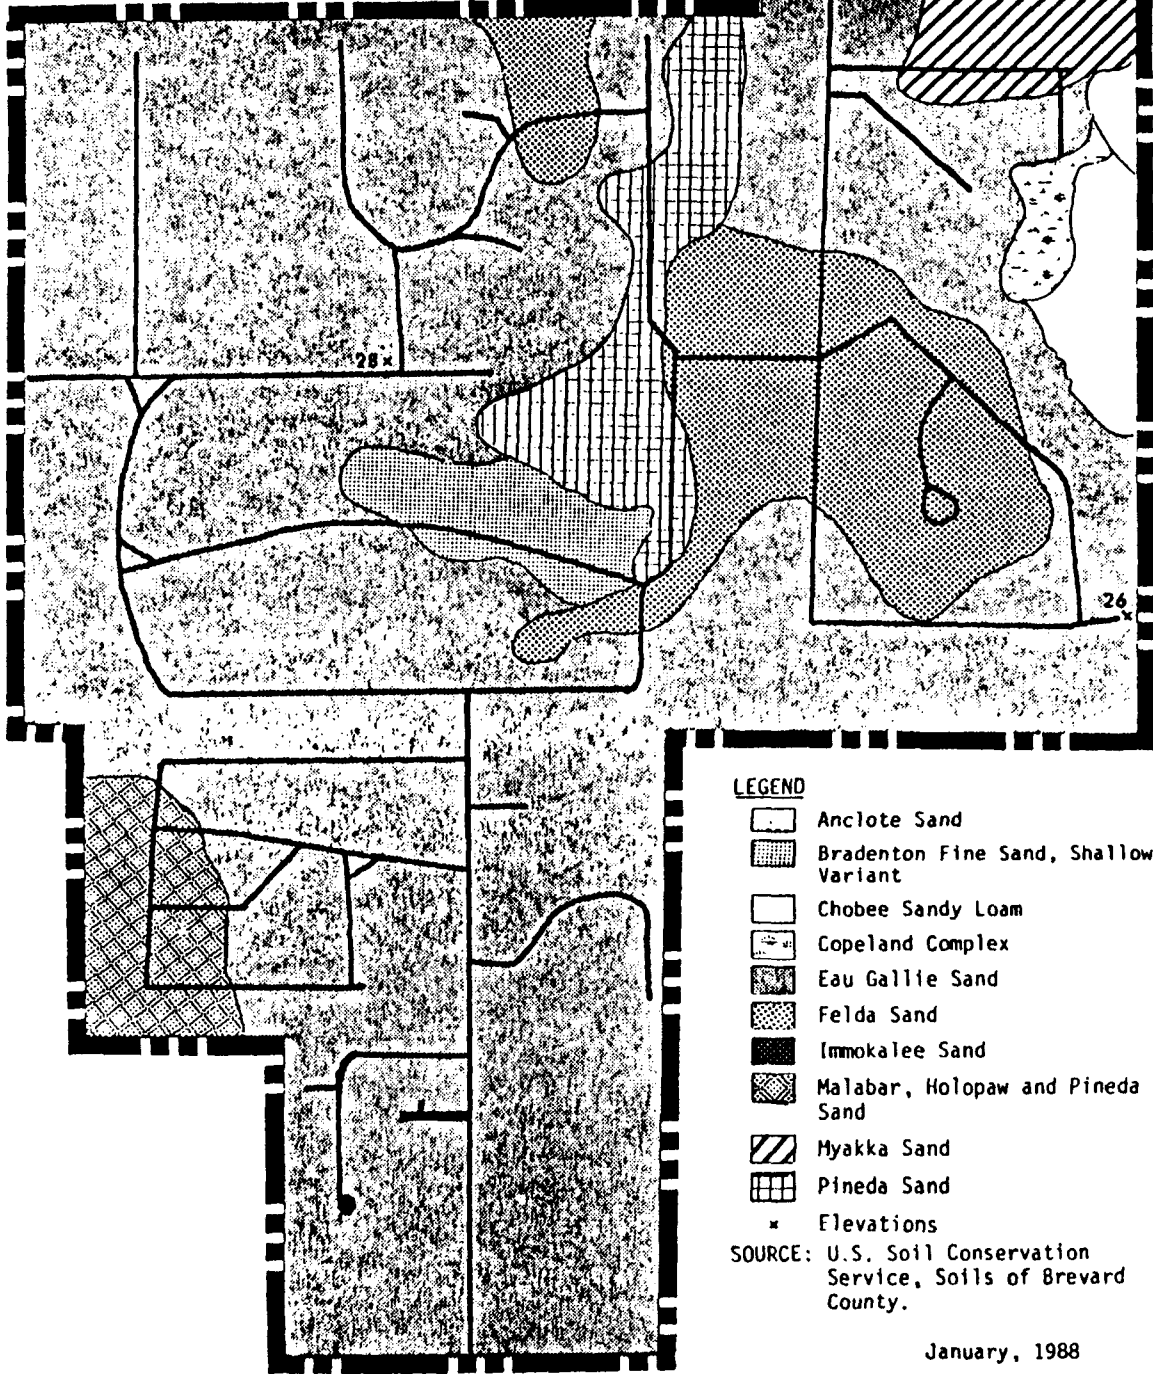 28 ×
26
×
LEGEND
Anclote Sand
Bradenton Fine Sand, Shallow
Variant
Chobee Sandy Loam
Copeland Complex
Eau Gallie Sand
Felda Sand
Immokalee Sand
Malabar, Holopaw and Pineda
Sand
Myakka Sand
Pineda Sand
× Elevations
SOURCE: U.S. Soil Conservation
Service, Soils of Brevard
County.
January, 1988